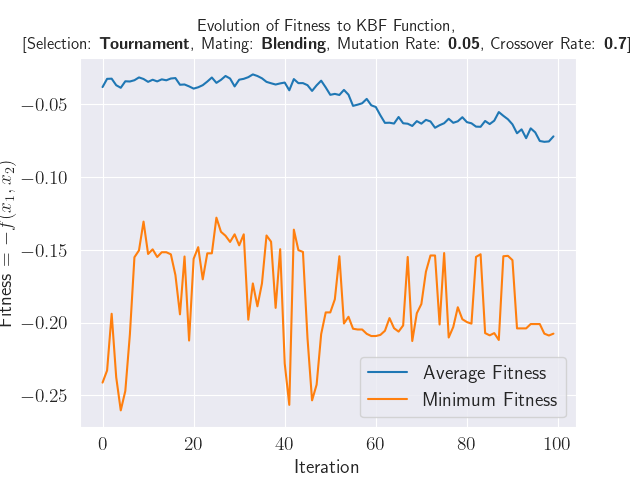 Evolution of Fitness to KBF Function,
[Selection: Tournament, Mating: Blending, Mutation Rate: 0.05, Crossover Rate: 0.7]
Fitness = −f(x₁, x₂)
−0.05
−0.10
−0.15
−0.20
−0.25
Average Fitness
Minimum Fitness
0 20 40 60 80 100
Iteration